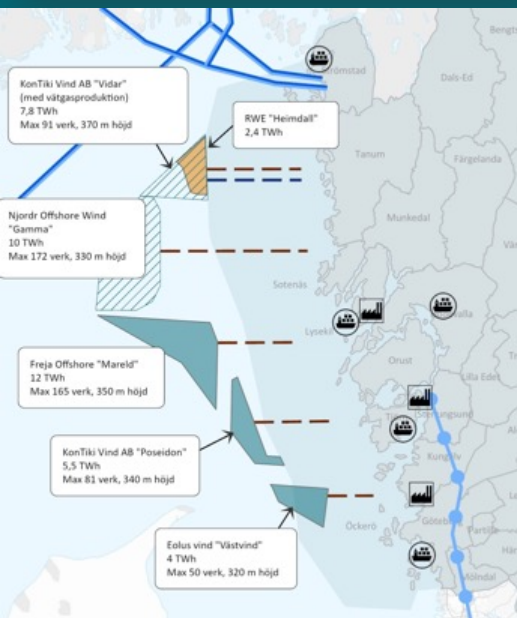 Bengts
Strömstad
Dals-Ed
KonTiki Vind AB "Vidar"
(med vätgasproduktion)
7,8 TWh
Max 91 verk, 370 m höjd
RWE "Heimdall"
2,4 TWh
Tanum
Färgelanda
Munkedal
Njordr Offshore Wind
"Gamma"
10 TWh
Max 172 verk, 330 m höjd
Sotenäs
Lysekil
Orust
Lilla Edet
Freja Offshore "Mareld"
12 TWh
Max 165 verk, 350 m höjd
KonTiki Vind AB "Poseidon"
5,5 TWh
Max 81 verk, 340 m höjd
Öckerö
Partille
Eolus vind "Västvind"
4 TWh
Max 50 verk, 320 m höjd
Mölndal